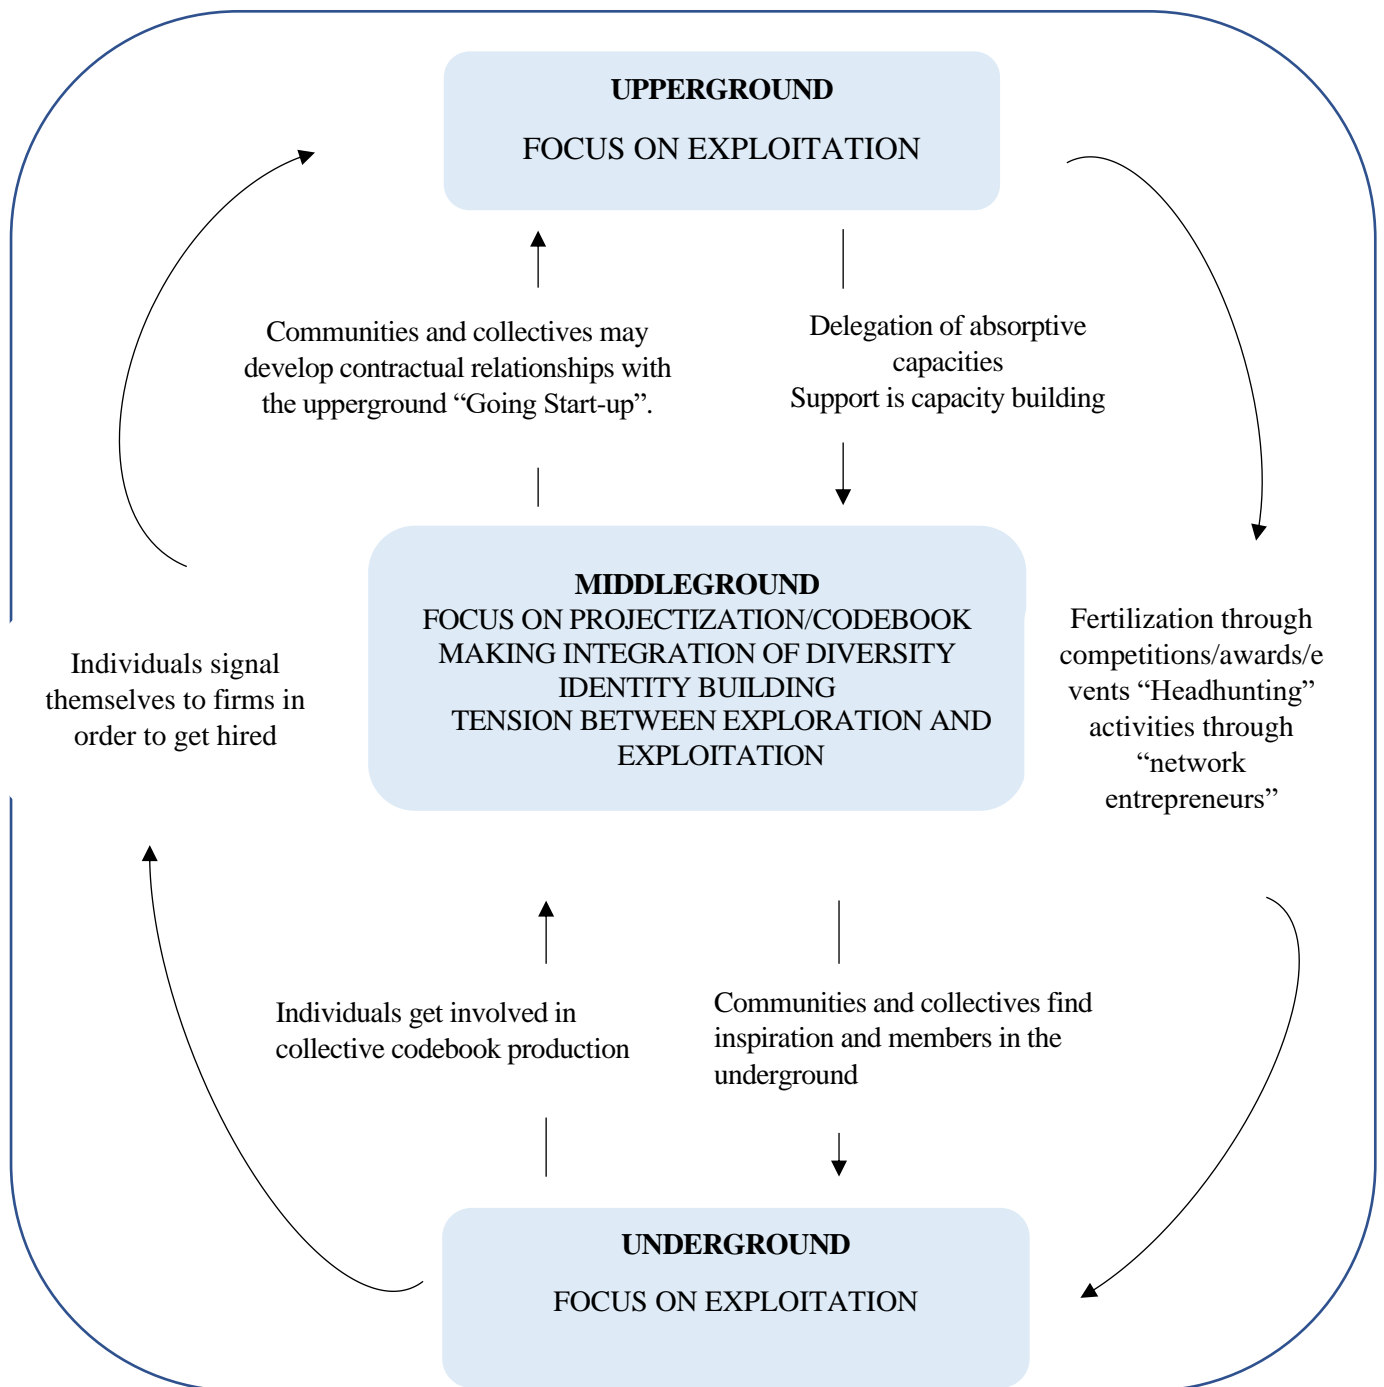 UPPERGROUND
FOCUS ON EXPLOITATION
Communities and collectives may
develop contractual relationships with
the upperground “Going Start-up”.
Delegation of absorptive
capacities
Support is capacity building
MIDDLEGROUND
FOCUS ON PROJECTIZATION/CODEBOOK
MAKING INTEGRATION OF DIVERSITY
IDENTITY BUILDING
TENSION BETWEEN EXPLORATION AND
EXPLOITATION
Individuals signal
themselves to firms in
order to get hired
Fertilization through
competitions/awards/e
vents “Headhunting”
activities through
“network
entrepreneurs”
Individuals get involved in
collective codebook production
Communities and collectives find
inspiration and members in the
underground
UNDERGROUND
FOCUS ON EXPLOITATION